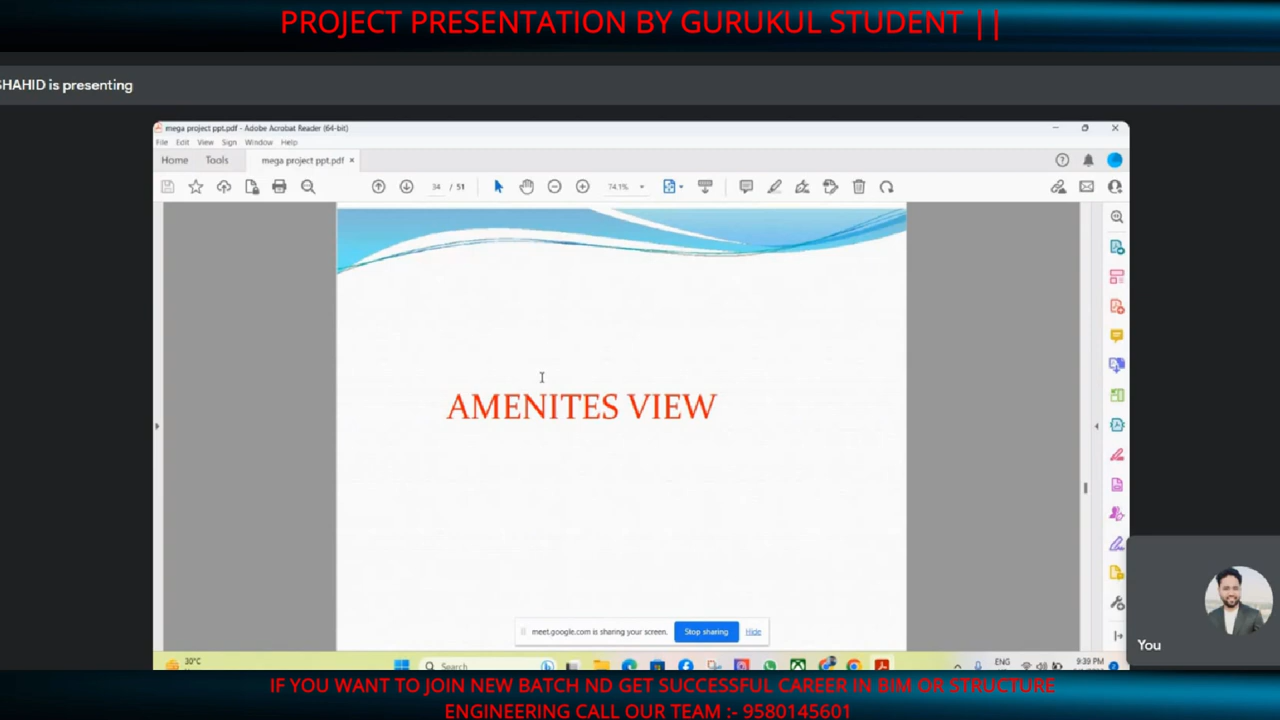 PROJECT PRESENTATION BY GURUKUL STUDENT ||
SHAHID is presenting
mega project ppt.pdf - Adobe Acrobat Reader (64-bit)
File Edit View Sign Window Help
Home Tools mega project ppt.pdf ×
34 / 51 74.1%
AMENITES VIEW
meet.google.com is sharing your screen. Stop sharing Hide
You
30°C Search ENG 9:39 PM
IF YOU WANT TO JOIN NEW BATCH ND GET SUCCESSFUL CAREER IN BIM OR STRUCTURE
ENGINEERING CALL OUR TEAM :- 9580145601